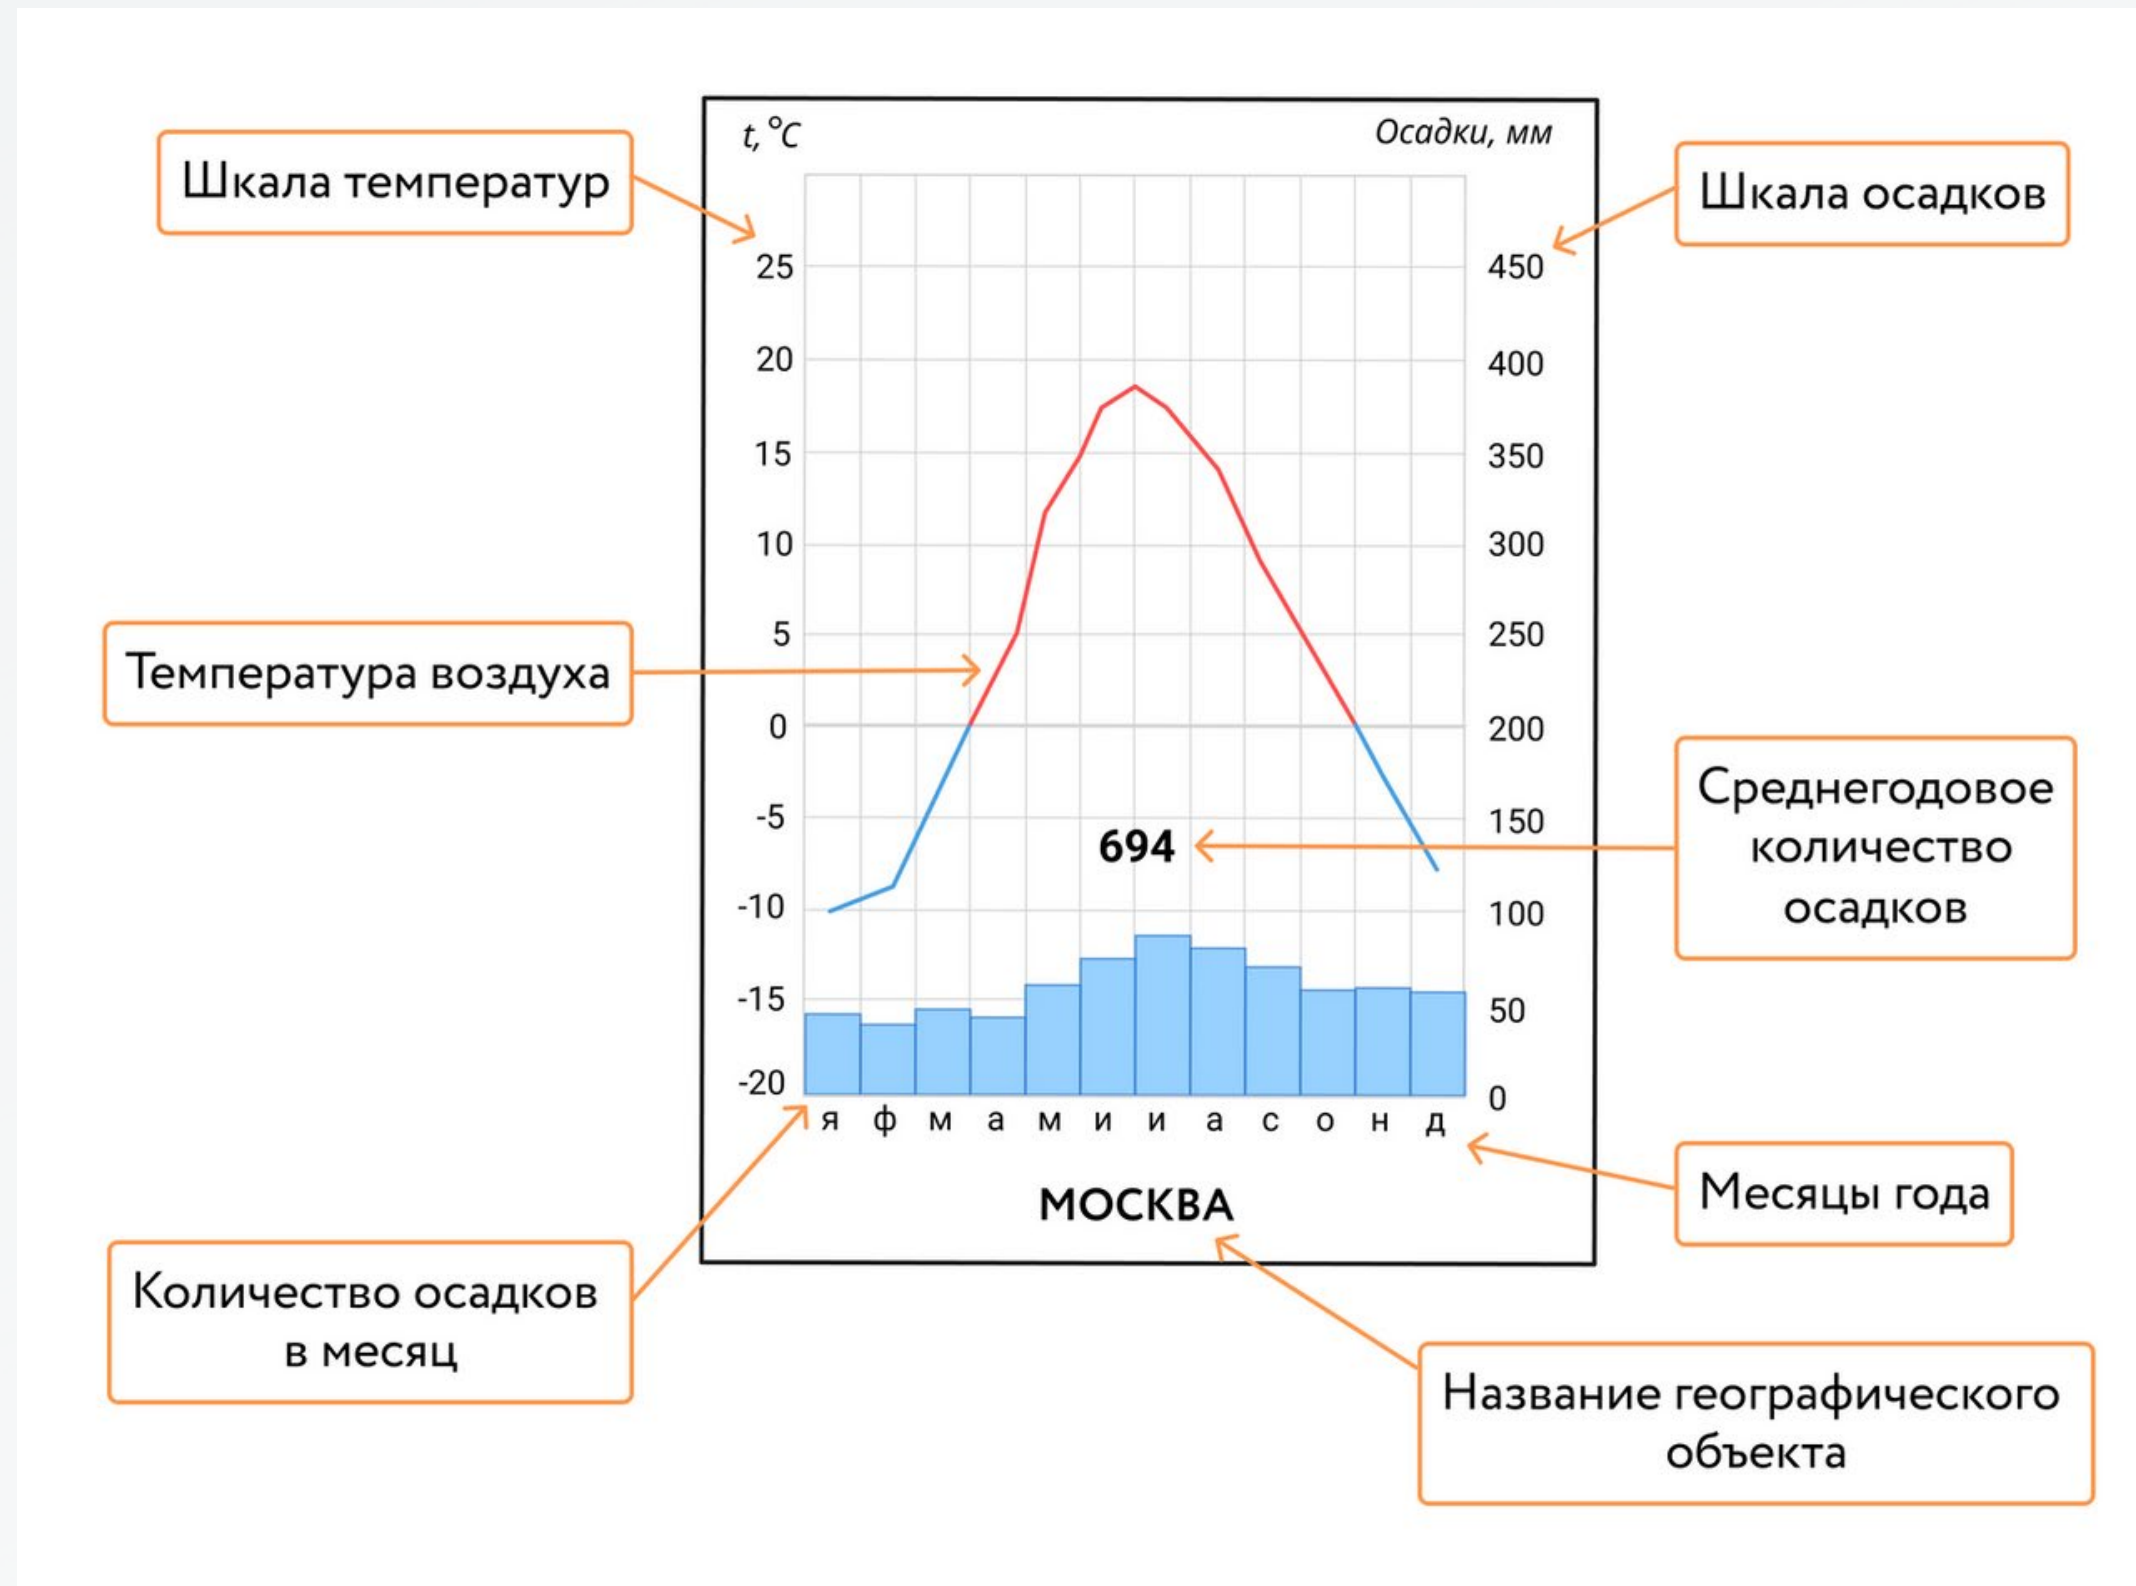 t, °C
Осадки, мм
Шкала температур
Шкала осадков
25
450
20
400
15
350
10
300
5
250
Температура воздуха
0
200
-5
150
694
Среднегодовое
количество
осадков
-10
100
-15
50
-20
0
я ф м а м и и а с о н д
Месяцы года
МОСКВА
Количество осадков
в месяц
Название географического
объекта